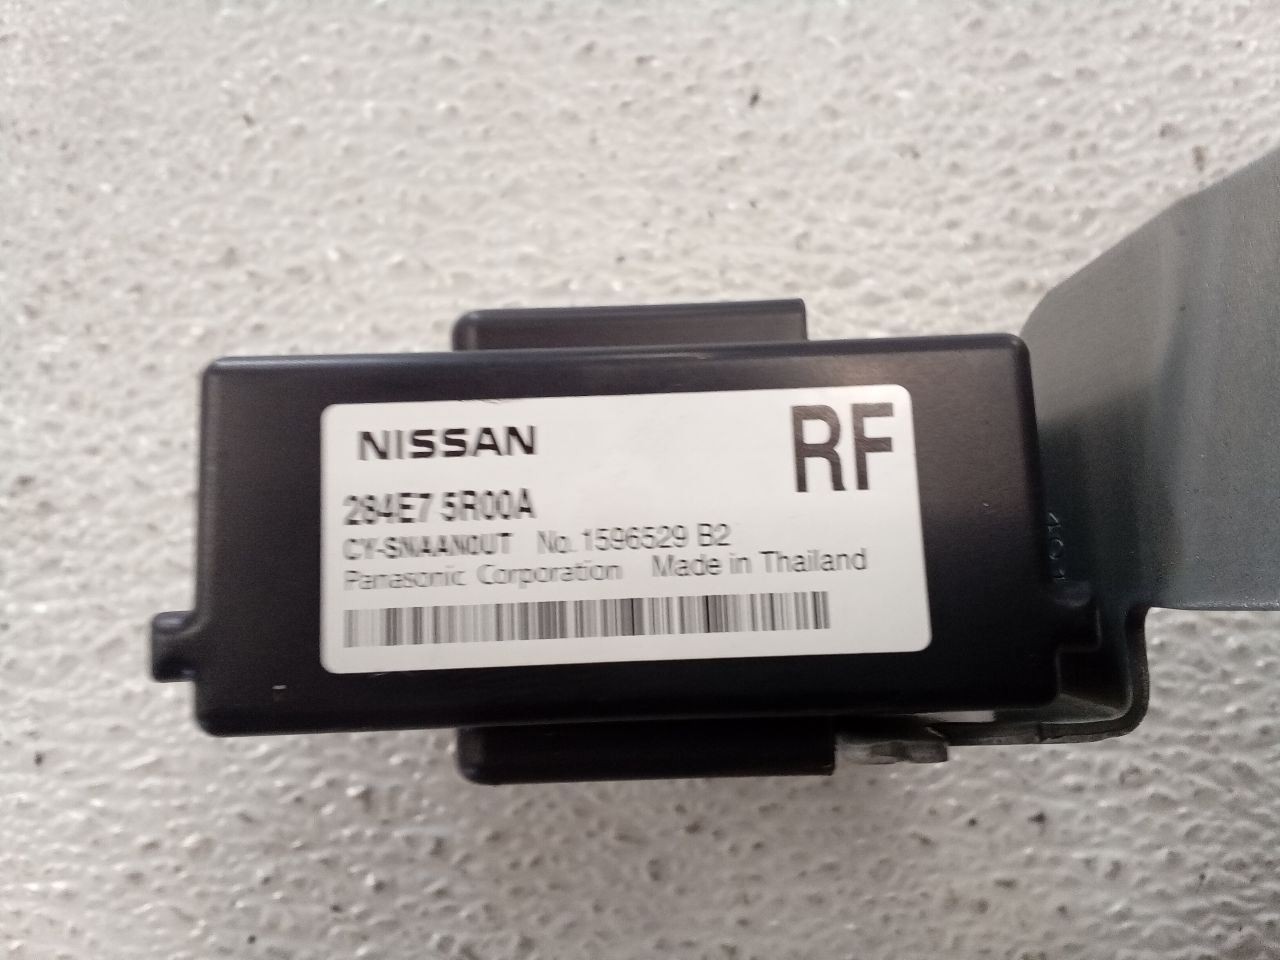 NISSAN
RF
284E7 5R00A
CY-SNAAN0UT No. 1596529 B2
Panasonic Corporation Made in Thailand